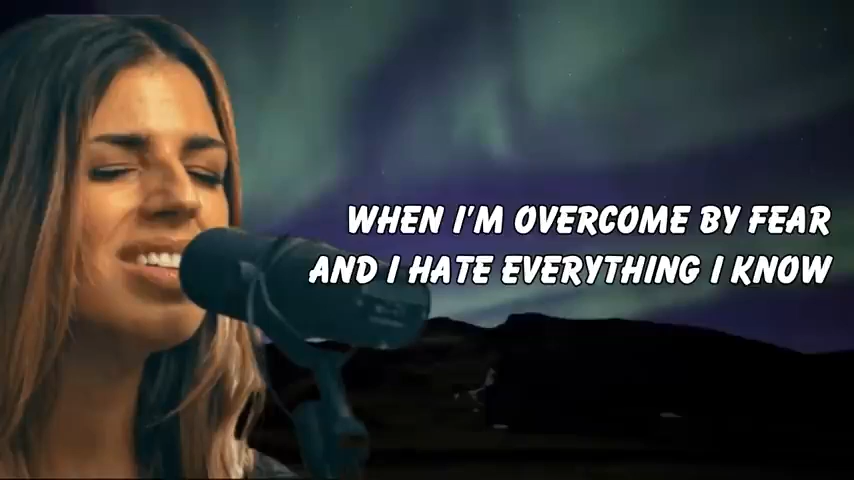 WHEN I'M OVERCOME BY FEAR
AND I HATE EVERYTHING I KNOW